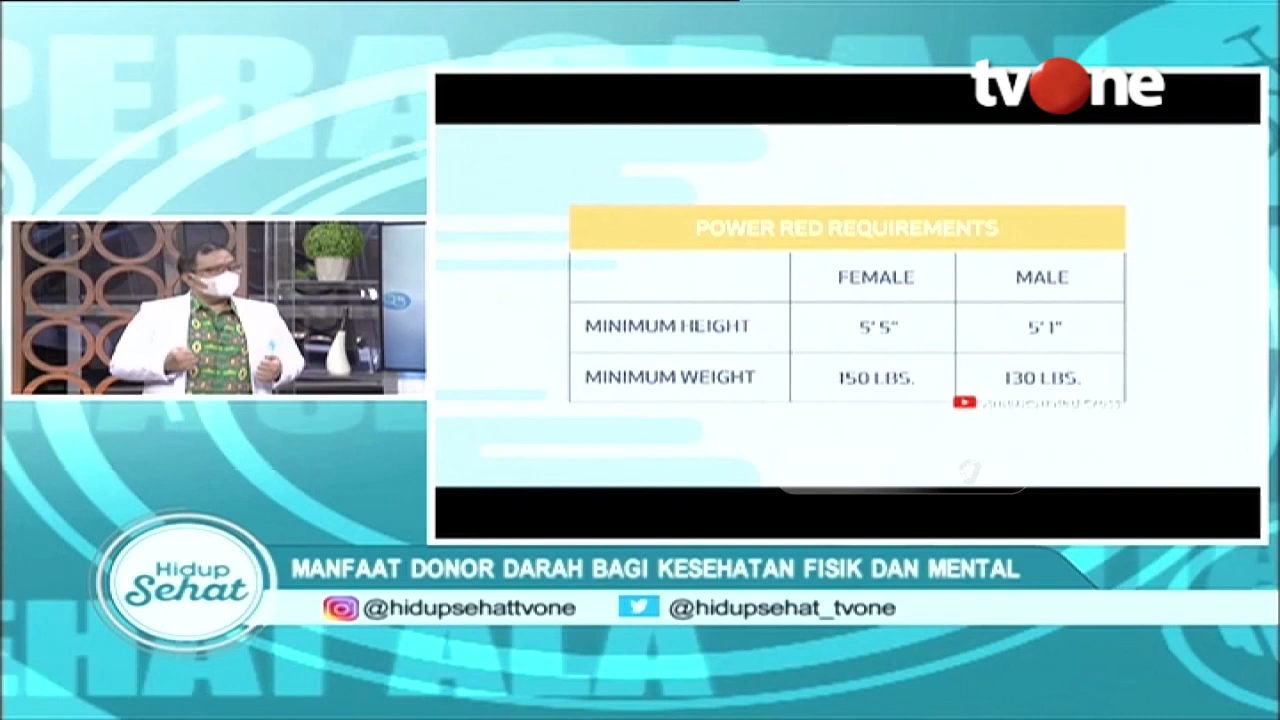 tvOne
POWER RED REQUIREMENTS
FEMALE MALE
MINIMUM HEIGHT 5' 5" 5' 1"
MINIMUM WEIGHT 150 LBS. 130 LBS.
Hidup
Sehat
MANFAAT DONOR DARAH BAGI KESEHATAN FISIK DAN MENTAL
@hidupsehattvone @hidupsehat_tvone